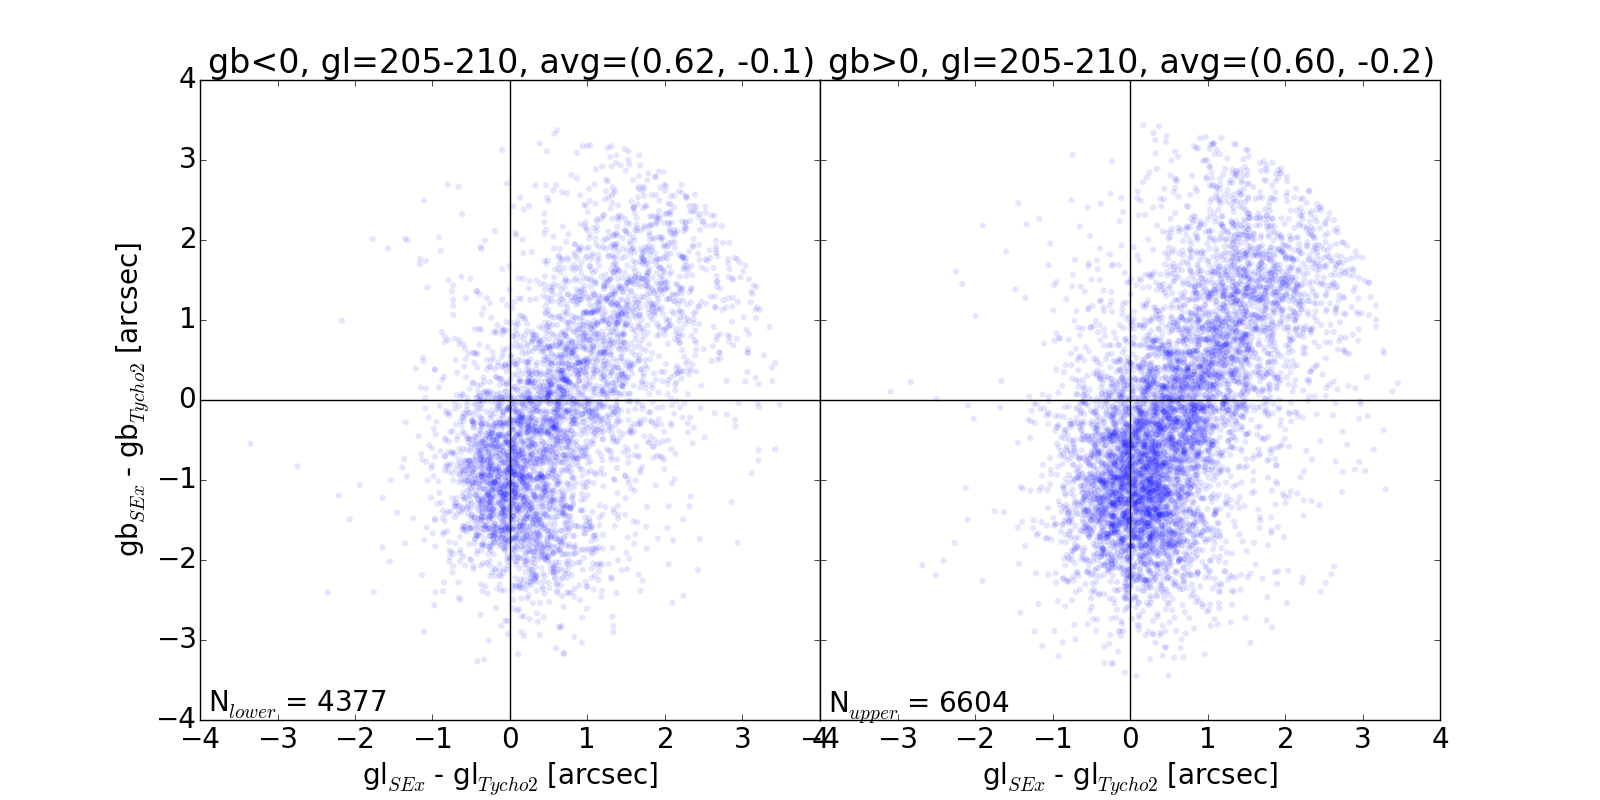 gb<0, gl=205-210, avg=(0.62, -0.1) gb>0, gl=205-210, avg=(0.60, -0.2)
4
3
2
1
0
−1
−2
−3
−4
gb_SEx - gb_Tycho2 [arcsec]
N_lower = 4377
N_upper = 6604
−4 −3 −2 −1 0 1 2 3 4
−4 −3 −2 −1 0 1 2 3 4
gl_SEx - gl_Tycho2 [arcsec]
gl_SEx - gl_Tycho2 [arcsec]